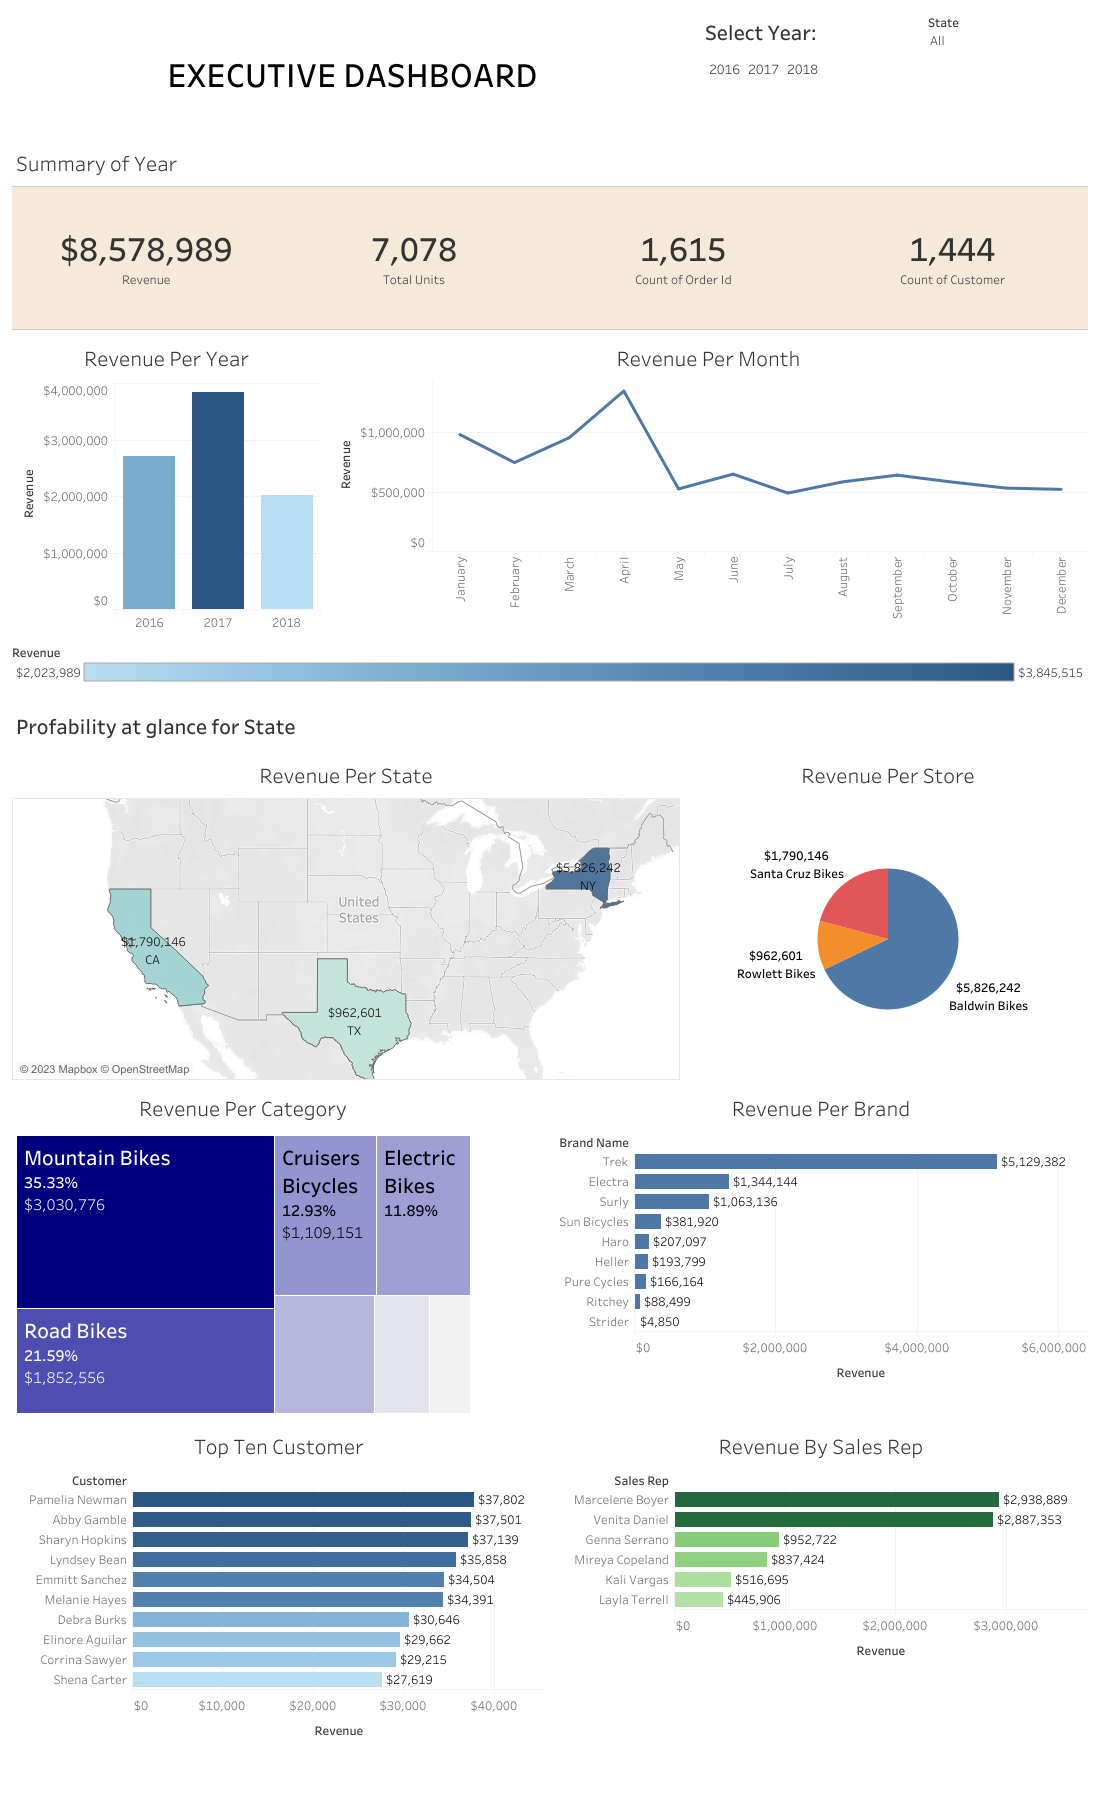 EXECUTIVE DASHBOARD
Select Year:
2016 2017 2018
State
All
Summary of Year
$8,578,989
Revenue
7,078
Total Units
1,615
Count of Order Id
1,444
Count of Customer
Revenue Per Year
Revenue
$4,000,000
$3,000,000
$2,000,000
$1,000,000
$0
2016
2017
2018
Revenue Per Month
Revenue
$1,000,000
$500,000
$0
January
February
March
April
May
June
July
August
September
October
November
December
Revenue
$2,023,989
$3,845,515
Profability at glance for State
Revenue Per State
$5,826,242
NY
United
States
$1,790,146
CA
$962,601
TX
© 2023 Mapbox © OpenStreetMap
Revenue Per Store
$1,790,146
Santa Cruz Bikes
$962,601
Rowlett Bikes
$5,826,242
Baldwin Bikes
Revenue Per Category
Mountain Bikes
35.33%
$3,030,776
Road Bikes
21.59%
$1,852,556
Cruisers
Bicycles
12.93%
$1,109,151
Electric
Bikes
11.89%
Revenue Per Brand
Brand Name
Trek $5,129,382
Electra $1,344,144
Surly $1,063,136
Sun Bicycles $381,920
Haro $207,097
Heller $193,799
Pure Cycles $166,164
Ritchey $88,499
Strider $4,850
$0 $2,000,000 $4,000,000 $6,000,000
Revenue
Top Ten Customer
Customer
Pamelia Newman $37,802
Abby Gamble $37,501
Sharyn Hopkins $37,139
Lyndsey Bean $35,858
Emmitt Sanchez $34,504
Melanie Hayes $34,391
Debra Burks $30,646
Elinore Aguilar $29,662
Corrina Sawyer $29,215
Shena Carter $27,619
$0 $10,000 $20,000 $30,000 $40,000
Revenue
Revenue By Sales Rep
Sales Rep
Marcelene Boyer $2,938,889
Venita Daniel $2,887,353
Genna Serrano $952,722
Mireya Copeland $837,424
Kali Vargas $516,695
Layla Terrell $445,906
$0 $1,000,000 $2,000,000 $3,000,000
Revenue